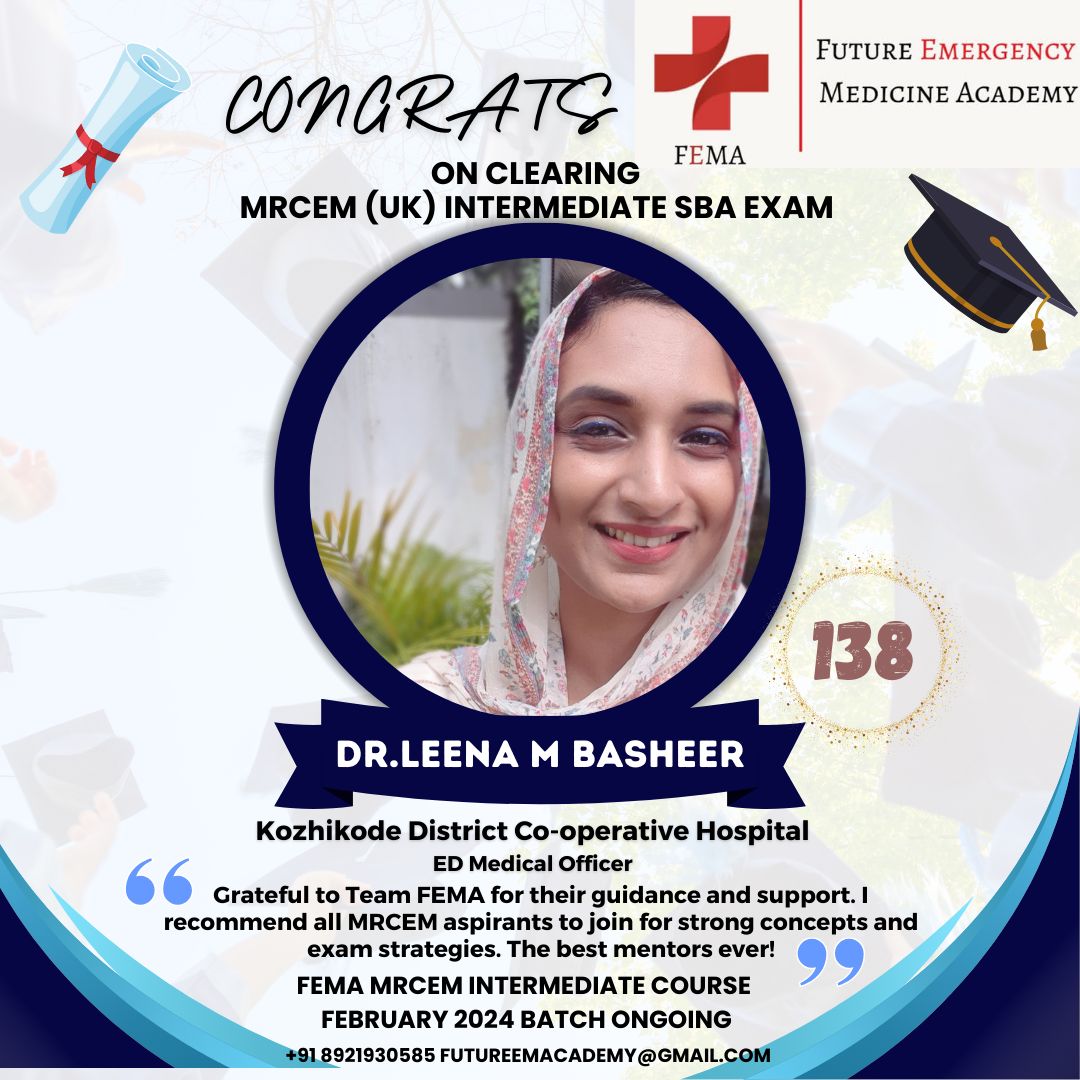 CONGRATS
FUTURE EMERGENCY
MEDICINE ACADEMY
FEMA
ON CLEARING
MRCEM (UK) INTERMEDIATE SBA EXAM
138
DR.LEENA M BASHEER
Kozhikode District Co-operative Hospital
ED Medical Officer
“ Grateful to Team FEMA for their guidance and support. I
recommend all MRCEM aspirants to join for strong concepts and
exam strategies. The best mentors ever! ”
FEMA MRCEM INTERMEDIATE COURSE
FEBRUARY 2024 BATCH ONGOING
+91 8921930585 FUTUREEMACADEMY@GMAIL.COM